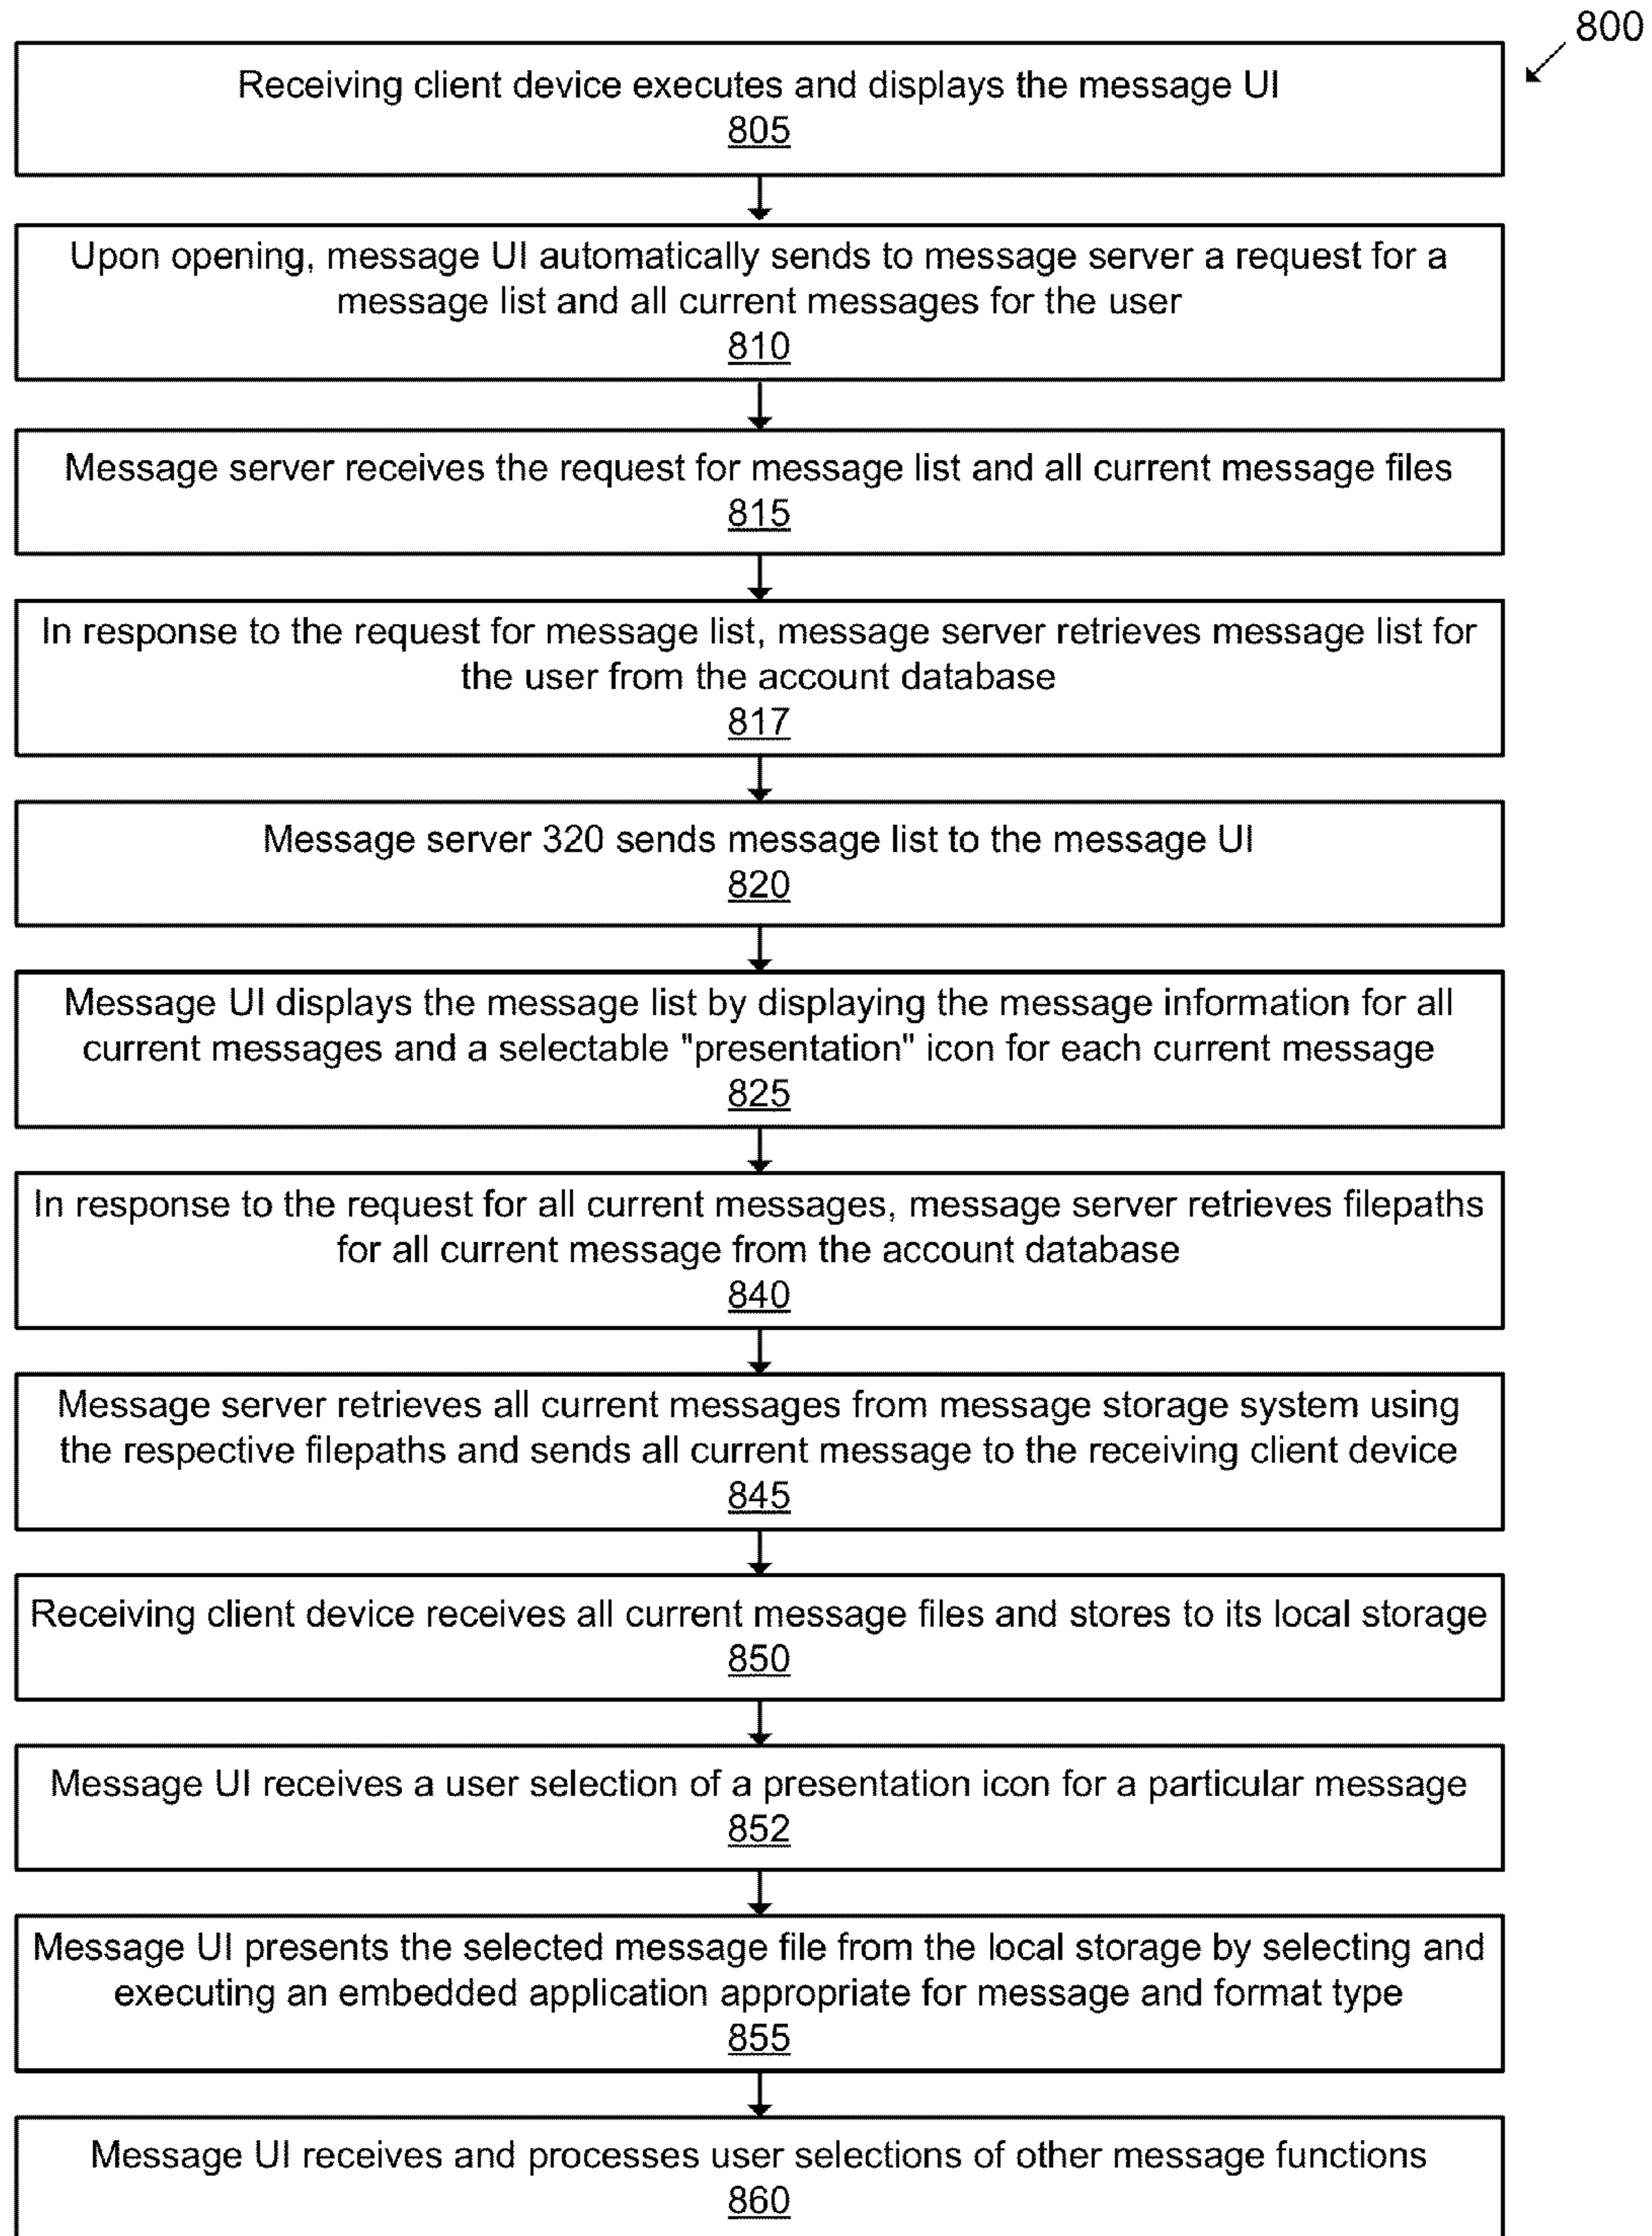 800
Receiving client device executes and displays the message UI
805
Upon opening, message UI automatically sends to message server a request for a
message list and all current messages for the user
810
Message server receives the request for message list and all current message files
815
In response to the request for message list, message server retrieves message list for
the user from the account database
817
Message server 320 sends message list to the message UI
820
Message UI displays the message list by displaying the message information for all
current messages and a selectable "presentation" icon for each current message
825
In response to the request for all current messages, message server retrieves filepaths
for all current message from the account database
840
Message server retrieves all current messages from message storage system using
the respective filepaths and sends all current message to the receiving client device
845
Receiving client device receives all current message files and stores to its local storage
850
Message UI receives a user selection of a presentation icon for a particular message
852
Message UI presents the selected message file from the local storage by selecting and
executing an embedded application appropriate for message and format type
855
Message UI receives and processes user selections of other message functions
860